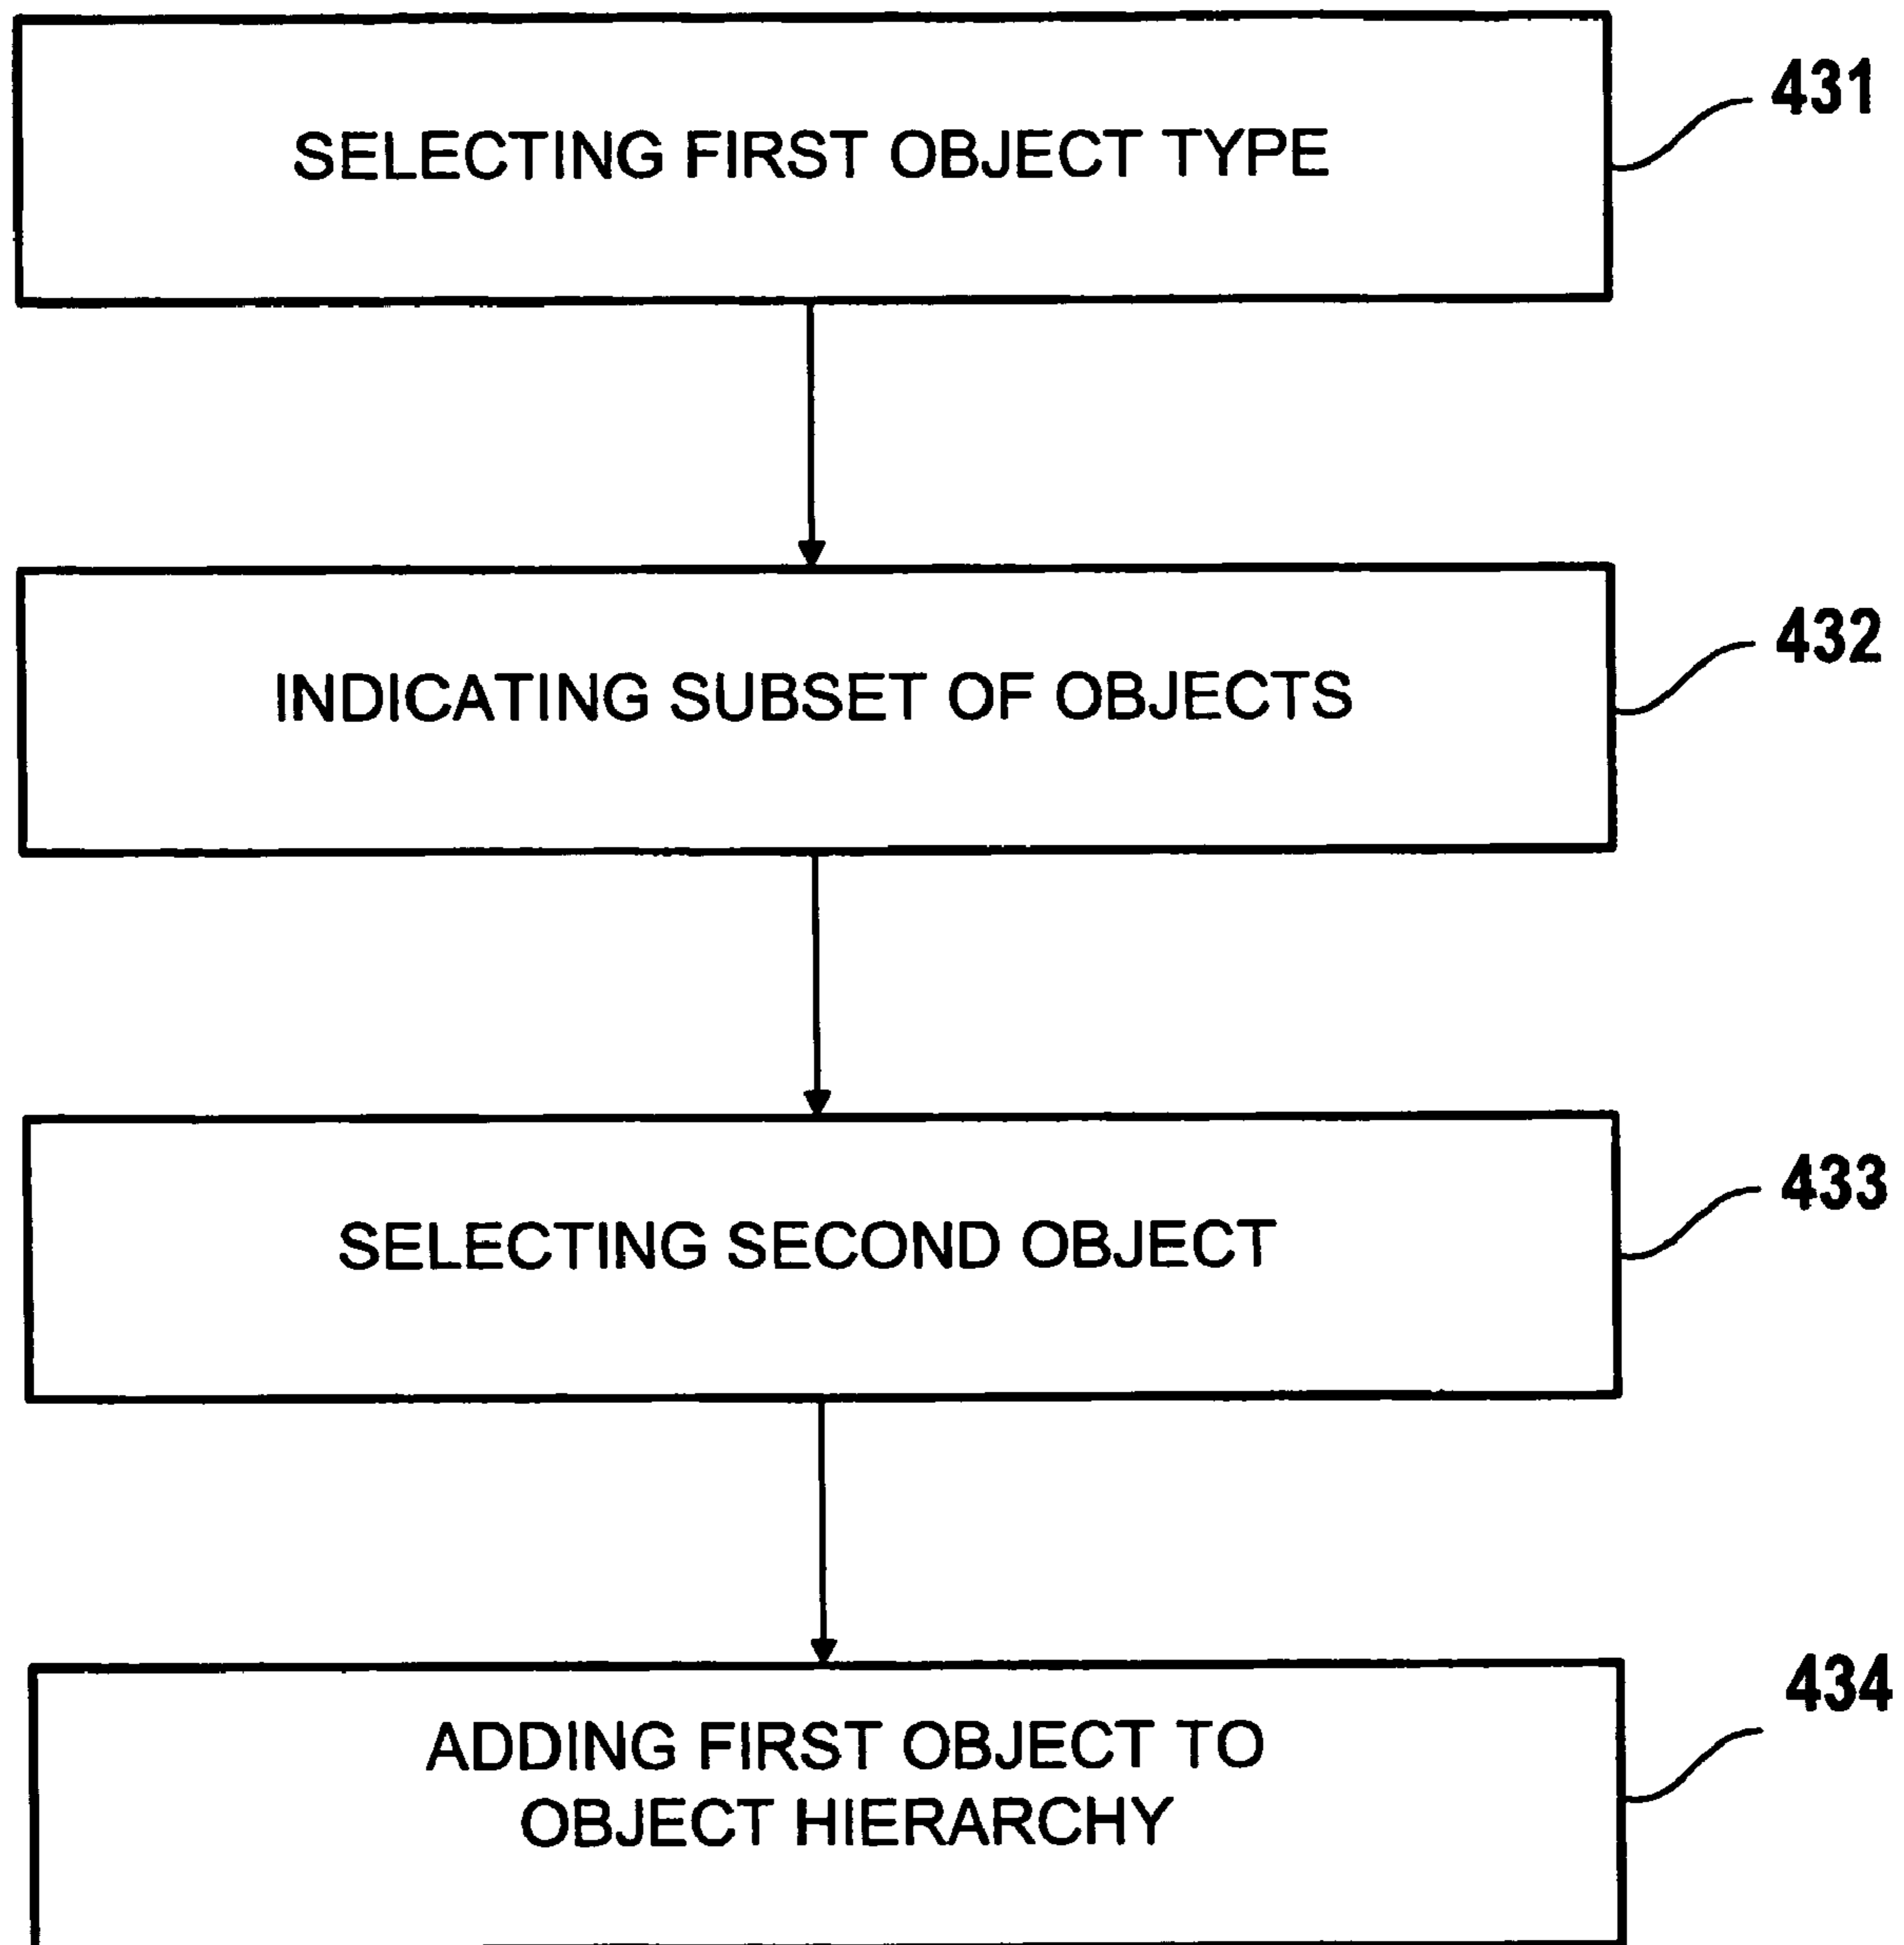 SELECTING FIRST OBJECT TYPE
431
INDICATING SUBSET OF OBJECTS
432
SELECTING SECOND OBJECT
433
ADDING FIRST OBJECT TO
OBJECT HIERARCHY
434